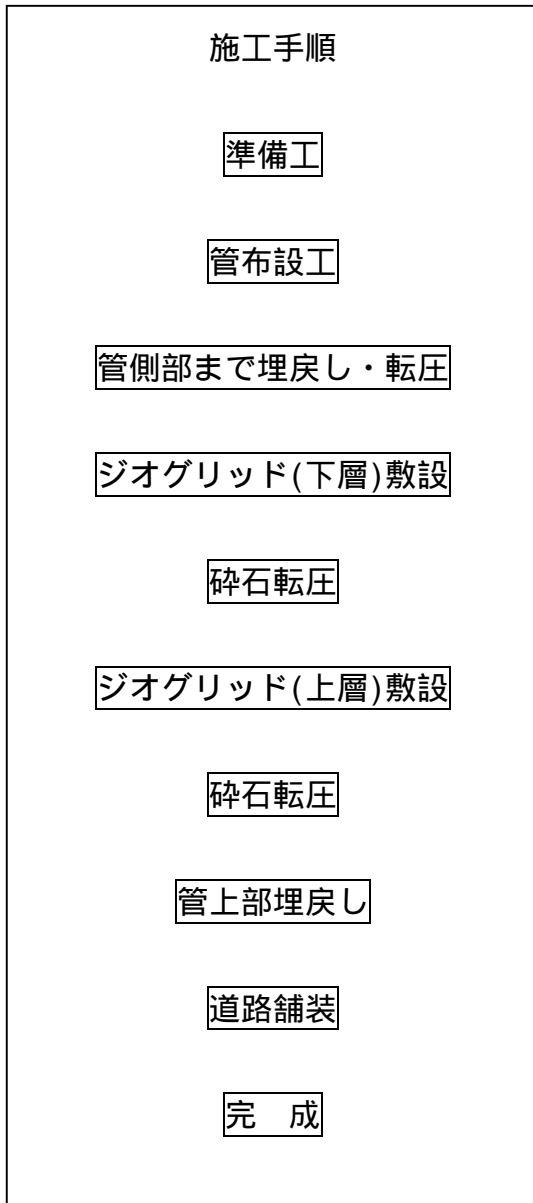 施工手順
準備工
管布設工
管側部まで埋戻し・転圧
ジオグリッド(下層)敷設
砕石転圧
ジオグリッド(上層)敷設
砕石転圧
管上部埋戻し
道路舗装
完　成